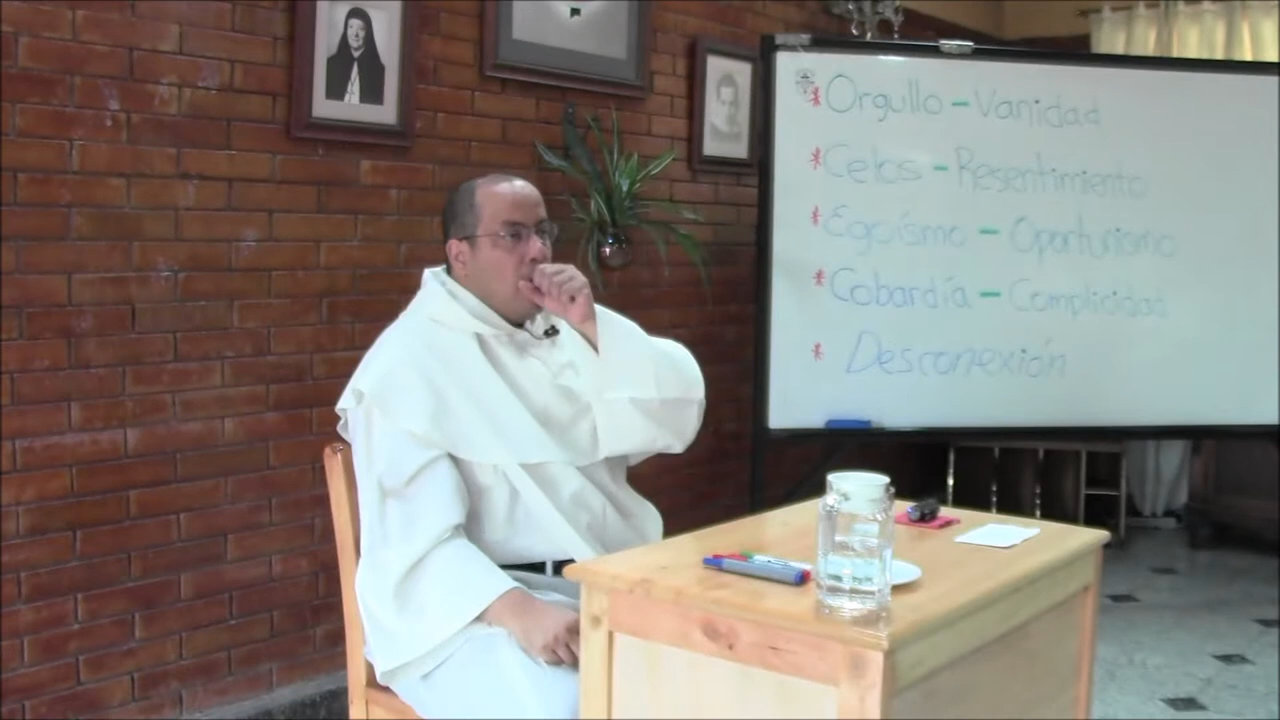 * Orgullo - Vanidad
* Celos - Resentimiento
* Egoísmo - Oportunismo
* Cobardía - Complicidad
* Desconexión